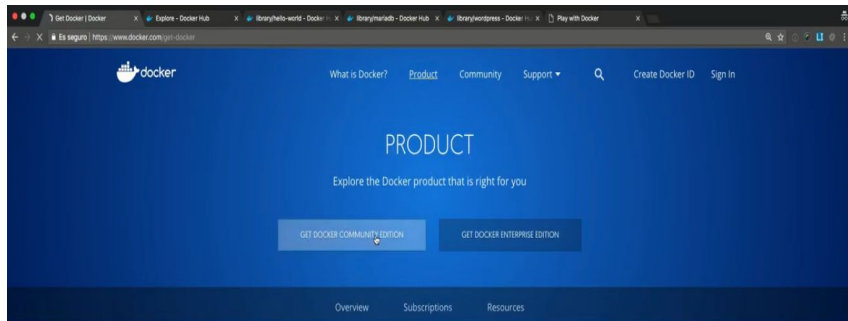 Get Docker | Docker
Explore - Docker Hub
library/hello-world - Docker H
library/mariadb - Docker Hub
library/wordpress - Docker H
Play with Docker
Es seguro | https://www.docker.com/get-docker
docker
What is Docker?
Product
Community
Support
Create Docker ID
Sign In
PRODUCT
Explore the Docker product that is right for you
GET DOCKER COMMUNITY EDITION
GET DOCKER ENTERPRISE EDITION
Overview
Subscriptions
Resources